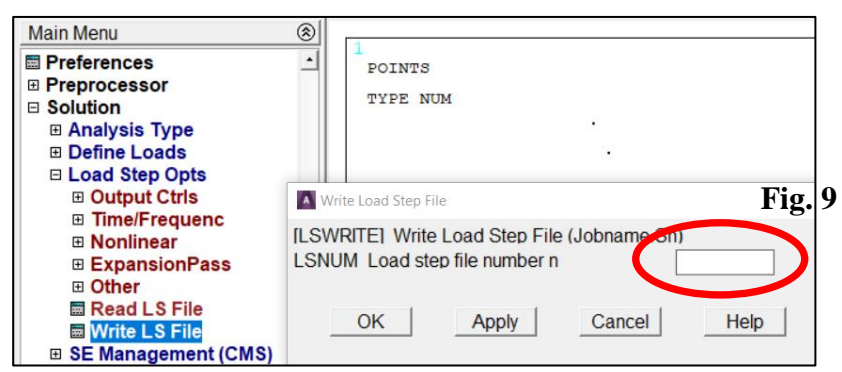 Main Menu
Preferences
Preprocessor
Solution
Analysis Type
Define Loads
Load Step Opts
Output Ctrls
Time/Frequenc
Nonlinear
ExpansionPass
Other
Read LS File
Write LS File
SE Management (CMS)
1
POINTS
TYPE NUM
A Write Load Step File
Fig. 9
[LSWRITE] Write Load Step File (Jobname.Sn)
LSNUM Load step file number n
OK Apply Cancel Help